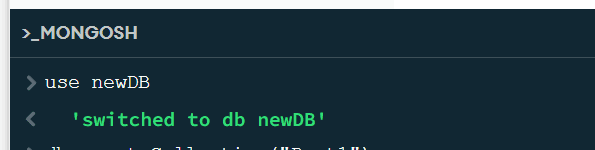 >_MONGOSH
> use newDB
< 'switched to db newDB'